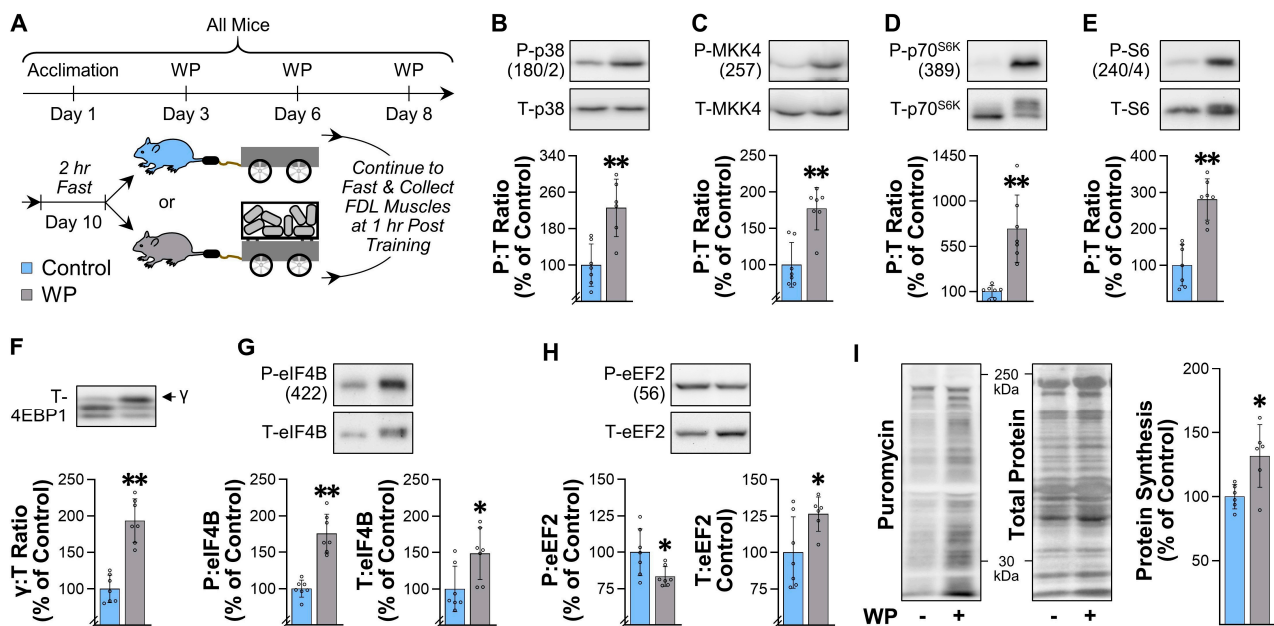 A
All Mice
Acclimation WP WP WP
Day 1 Day 3 Day 6 Day 8
2 hr
Fast
Day 10
or
Continue to
Fast & Collect
FDL Muscles
at 1 hr Post
Training
Control
WP
B
P-p38
(180/2)
T-p38
P:T Ratio
(% of Control)
340
260
180
100
**
C
P-MKK4
(257)
T-MKK4
P:T Ratio
(% of Control)
250
200
150
100
**
D
P-p70S6K
(389)
T-p70S6K
P:T Ratio
(% of Control)
1450
1000
550
100
**
E
P-S6
(240/4)
T-S6
P:T Ratio
(% of Control)
400
300
200
100
**
F
T-
4EBP1
γ
γ:T Ratio
(% of Control)
250
200
150
100
**
G
P-eIF4B
(422)
T-eIF4B
P:eIF4B
(% of Control)
250
200
150
100
**
T:eIF4B
(% of Control)
250
200
150
100
*
H
P-eEF2
(56)
T-eEF2
P:eEF2
(% of Control)
150
125
100
75
*
T:eEF2
Control)
150
125
100
75
*
I
Puromycin
250
kDa
30
kDa
Total Protein
WP - + - +
Protein Synthesis
(% of Control)
200
150
100
50
*